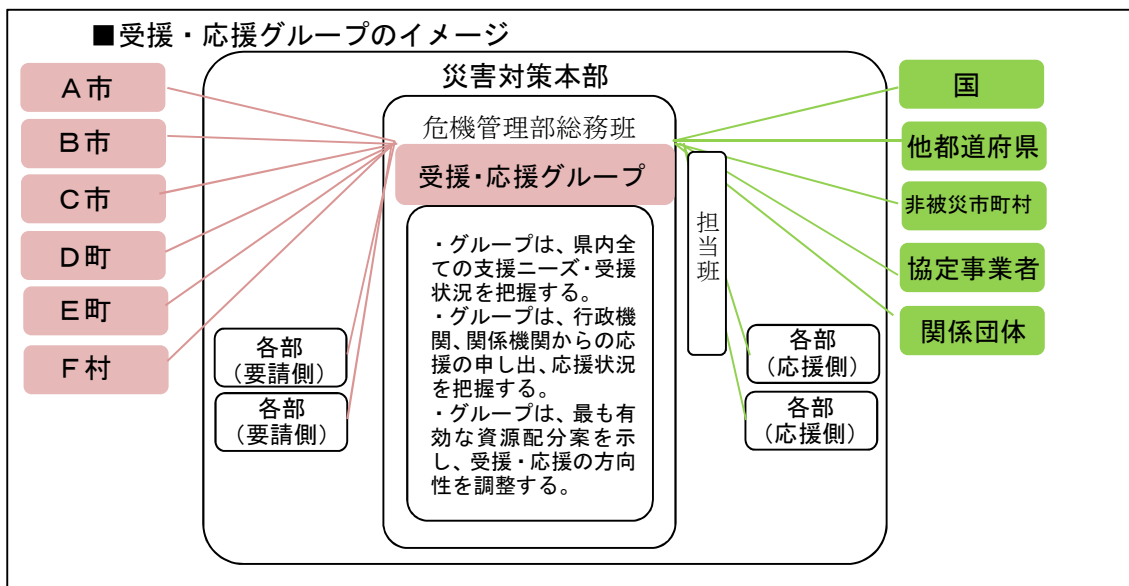 ■受援・応援グループのイメージ
災害対策本部
A市
B市
C市
D町
E町
F村
危機管理部総務班
受援・応援グループ
・グループは、県内全
ての支援ニーズ・受援
状況を把握する。
・グループは、行政機
関、関係機関からの応
援の申し出、応援状況
を把握する。
・グループは、最も有
効な資源配分案を示
し、受援・応援の方向
性を調整する。
各部
（要請側）
各部
（要請側）
担当班
各部
（応援側）
各部
（応援側）
国
他都道府県
非被災市町村
協定事業者
関係団体